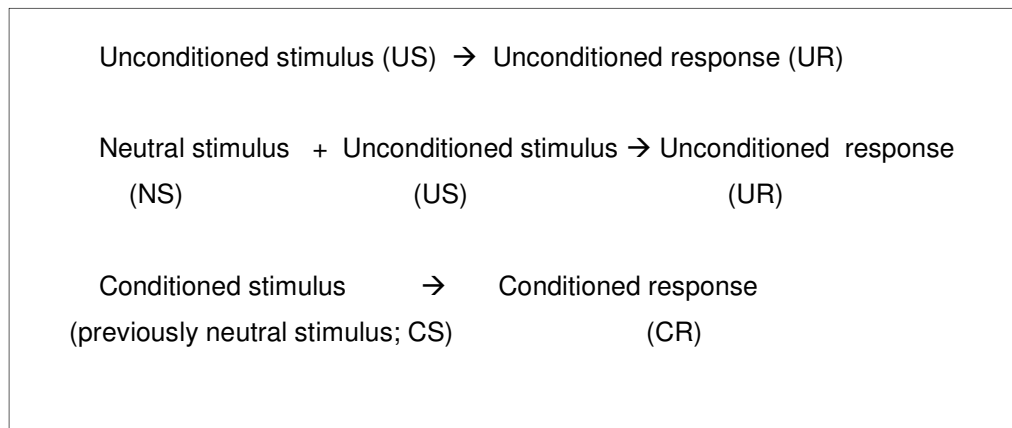 Unconditioned stimulus (US) → Unconditioned response (UR)
Neutral stimulus + Unconditioned stimulus → Unconditioned response
(NS) (US) (UR)
Conditioned stimulus → Conditioned response
(previously neutral stimulus; CS) (CR)